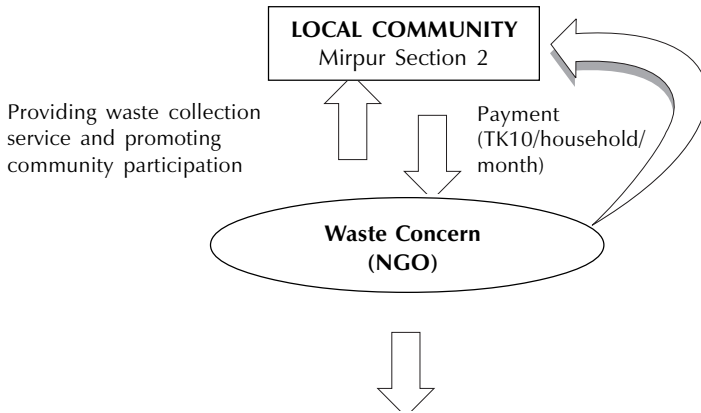 LOCAL COMMUNITY
Mirpur Section 2
Providing waste collection
service and promoting
community participation
Payment
(TK10/household/
month)
Waste Concern
(NGO)